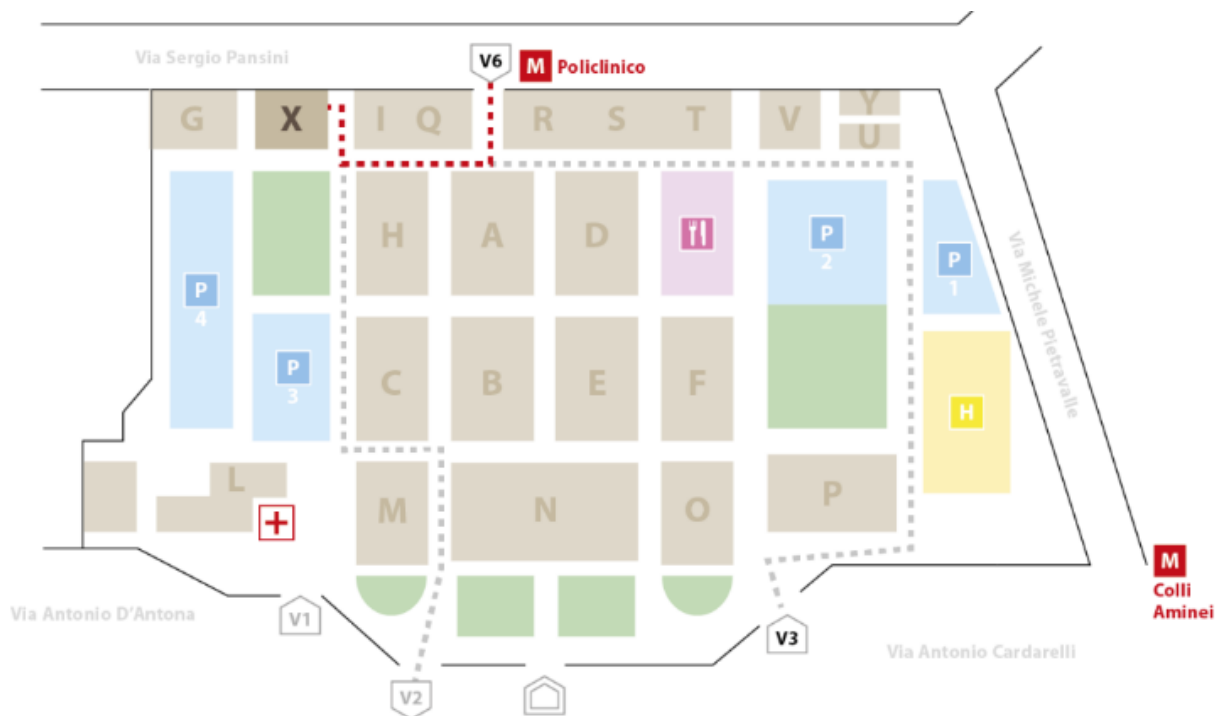 Via Sergio Pansini
V6
M Policlinico
G
X
I Q
R S T
V
Y
U
H
A
D
P
2
P
1
Via Michele Pietravalle
P
4
P
3
C
B
E
F
H
L
M
N
O
P
M
Colli
Aminei
Via Antonio D'Antona
V1
V3
Via Antonio Cardarelli
V2